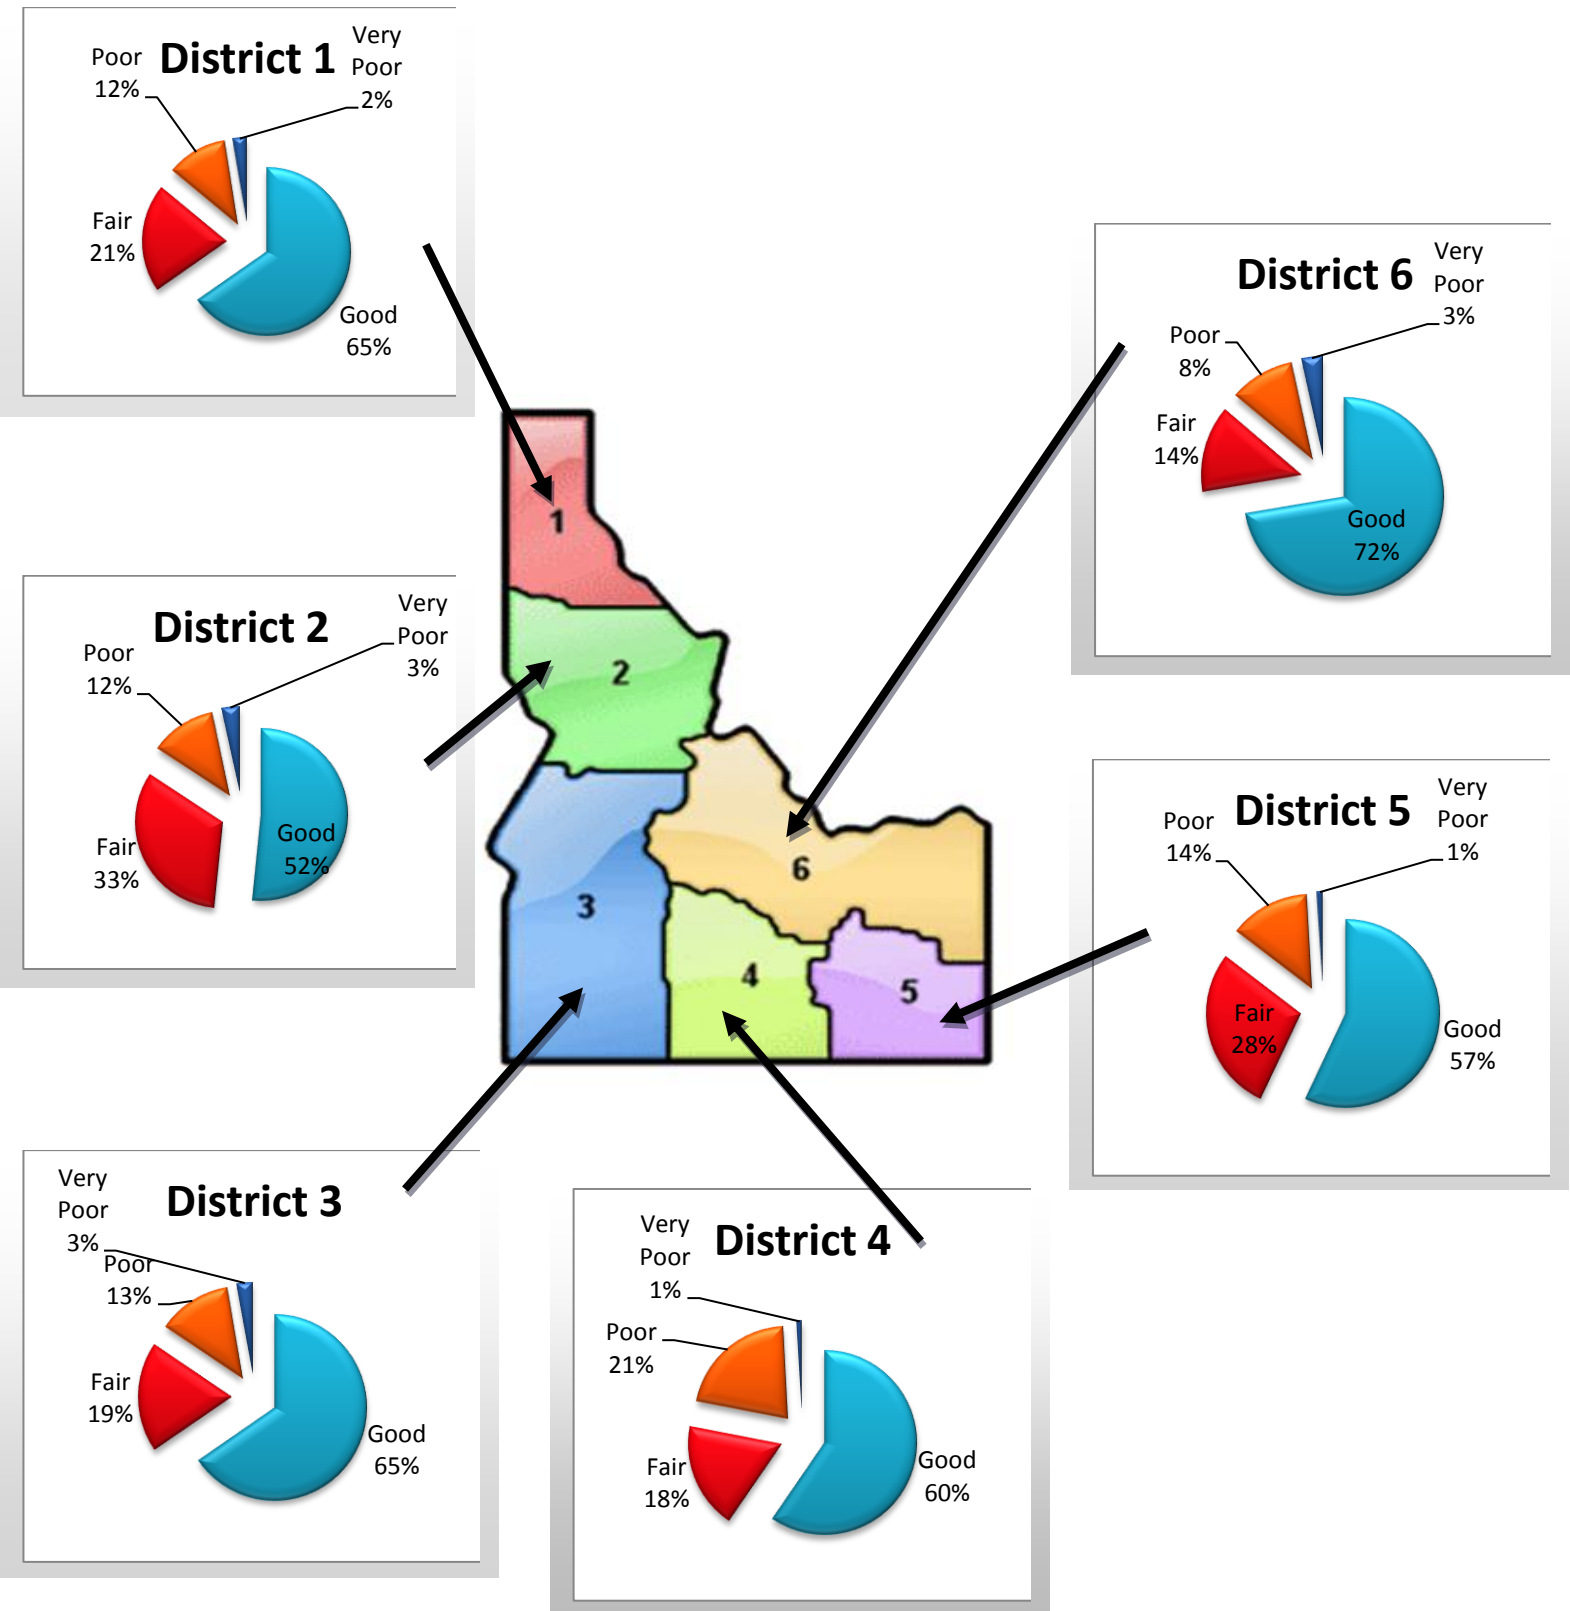 District 1
Very
Poor
2%
Poor
12%
Fair
21%
Good
65%
District 6
Very
Poor
3%
Poor
8%
Fair
14%
Good
72%
1
2
3
4
5
6
District 2
Very
Poor
3%
Poor
12%
Fair
33%
Good
52%
District 5
Very
Poor
1%
Poor
14%
Fair
28%
Good
57%
District 3
Very
Poor
3%
Poor
13%
Fair
19%
Good
65%
District 4
Very
Poor
1%
Poor
21%
Fair
18%
Good
60%